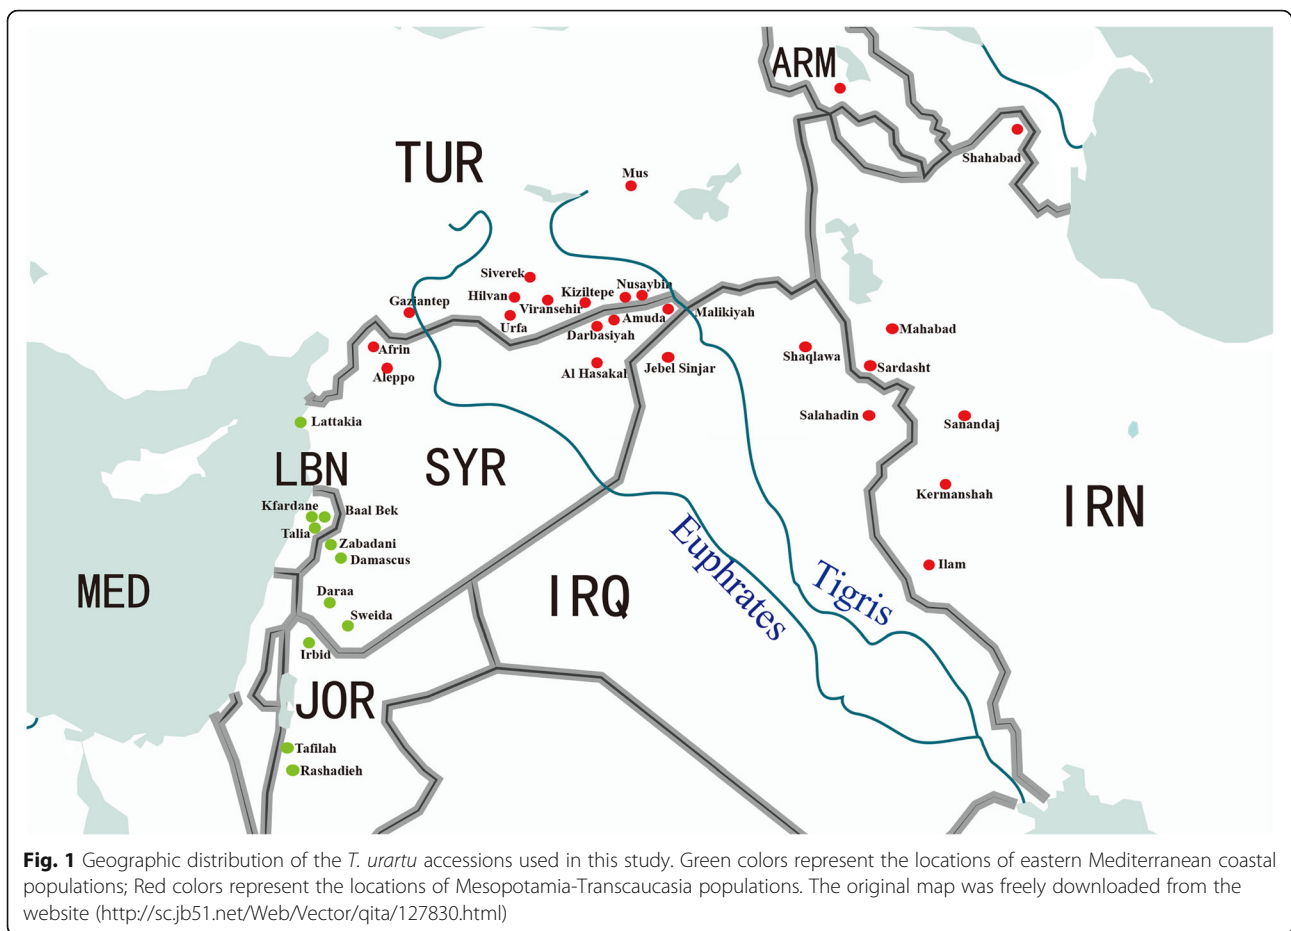 ARM
Shahabad
TUR
Mus
Siverek
Hilvan
Gaziantep
Viransehir
Kiziltepe
Nusaybin
Urfa
Amuda
Malikiyah
Darbasiyah
Afrin
Aleppo
Al Hasakah
Jebel Sinjar
Mahabad
Shaqlawa
Sardasht
Lattakia
Salahadin
Sanandaj
LBN
SYR
Kermanshah
Kfardane
Baal Bek
Talia
Zabadani
Damascus
IRN
Euphrates
Tigris
Ilam
MED
IRQ
Daraa
Sweida
Irbid
JOR
Tafilah
Rashadieh
Fig. 1 Geographic distribution of the T. urartu accessions used in this study. Green colors represent the locations of eastern Mediterranean coastal
populations; Red colors represent the locations of Mesopotamia-Transcaucasia populations. The original map was freely downloaded from the
website (http://sc.jb51.net/Web/Vector/qita/127830.html)